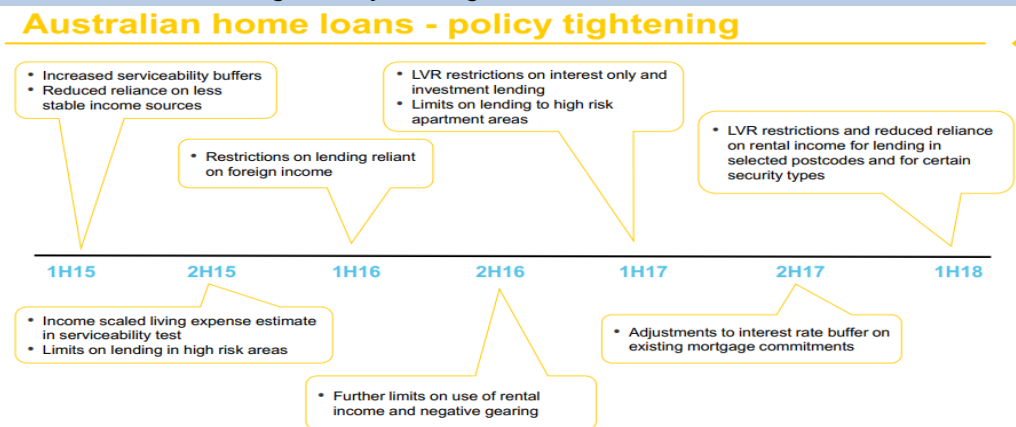 Australian home loans - policy tightening
• Increased serviceability buffers
• Reduced reliance on less
stable income sources
• Restrictions on lending reliant
on foreign income
• LVR restrictions on interest only and
investment lending
• Limits on lending to high risk
apartment areas
• LVR restrictions and reduced reliance
on rental income for lending in
selected postcodes and for certain
security types
1H15 2H15 1H16 2H16 1H17 2H17 1H18
• Income scaled living expense estimate
in serviceability test
• Limits on lending in high risk areas
• Further limits on use of rental
income and negative gearing
• Adjustments to interest rate buffer on
existing mortgage commitments